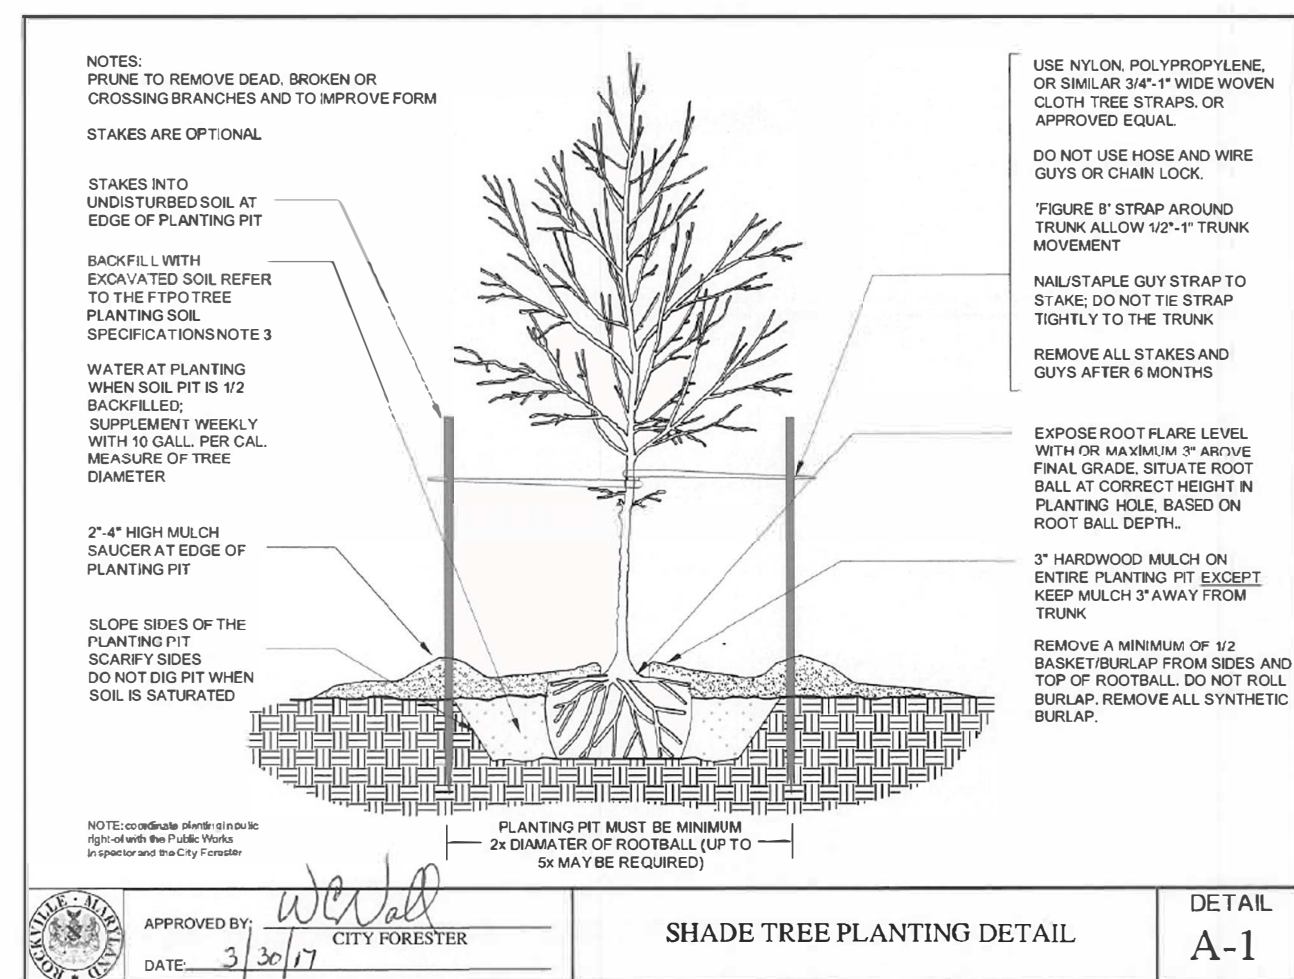 NOTES:
PRUNE TO REMOVE DEAD, BROKEN OR
CROSSING BRANCHES AND TO IMPROVE FORM
STAKES ARE OPTIONAL
STAKES INTO
UNDISTURBED SOIL AT
EDGE OF PLANTING PIT
BACKFILL WITH
EXCAVATED SOIL REFER
TO THE FTPO TREE
PLANTING SOIL
SPECIFICATIONS NOTE 3
WATER AT PLANTING
WHEN SOIL PIT IS 1/2
BACKFILLED;
SUPPLEMENT WEEKLY
WITH 10 GALL. PER CAL.
MEASURE OF TREE
DIAMETER
2"-4" HIGH MULCH
SAUCER AT EDGE OF
PLANTING PIT
SLOPE SIDES OF THE
PLANTING PIT
SCARIFY SIDES
DO NOT DIG PIT WHEN
SOIL IS SATURATED
NOTE: coordinate planting in public
right-of with the Public Works
Inspector and the City Forester
USE NYLON, POLYPROPYLENE,
OR SIMILAR 3/4"-1" WIDE WOVEN
CLOTH TREE STRAPS. OR
APPROVED EQUAL.
DO NOT USE HOSE AND WIRE
GUYS OR CHAIN LOCK.
'FIGURE 8' STRAP AROUND
TRUNK ALLOW 1/2"-1" TRUNK
MOVEMENT
NAIL/STAPLE GUY STRAP TO
STAKE; DO NOT TIE STRAP
TIGHTLY TO THE TRUNK
REMOVE ALL STAKES AND
GUYS AFTER 6 MONTHS
EXPOSE ROOT FLARE LEVEL
WITH OR MAXIMUM 3" ABOVE
FINAL GRADE, SITUATE ROOT
BALL AT CORRECT HEIGHT IN
PLANTING HOLE, BASED ON
ROOT BALL DEPTH..
3" HARDWOOD MULCH ON
ENTIRE PLANTING PIT EXCEPT
KEEP MULCH 3" AWAY FROM
TRUNK
REMOVE A MINIMUM OF 1/2
BASKET/BURLAP FROM SIDES AND
TOP OF ROOTBALL. DO NOT ROLL
BURLAP. REMOVE ALL SYNTHETIC
BURLAP.
PLANTING PIT MUST BE MINIMUM
2x DIAMATER OF ROOTBALL (UP TO
5x MAY BE REQUIRED)
ROCKVILLE · MARYLAND
APPROVED BY:
CITY FORESTER
DATE: 3/30/17
SHADE TREE PLANTING DETAIL
DETAIL
A-1